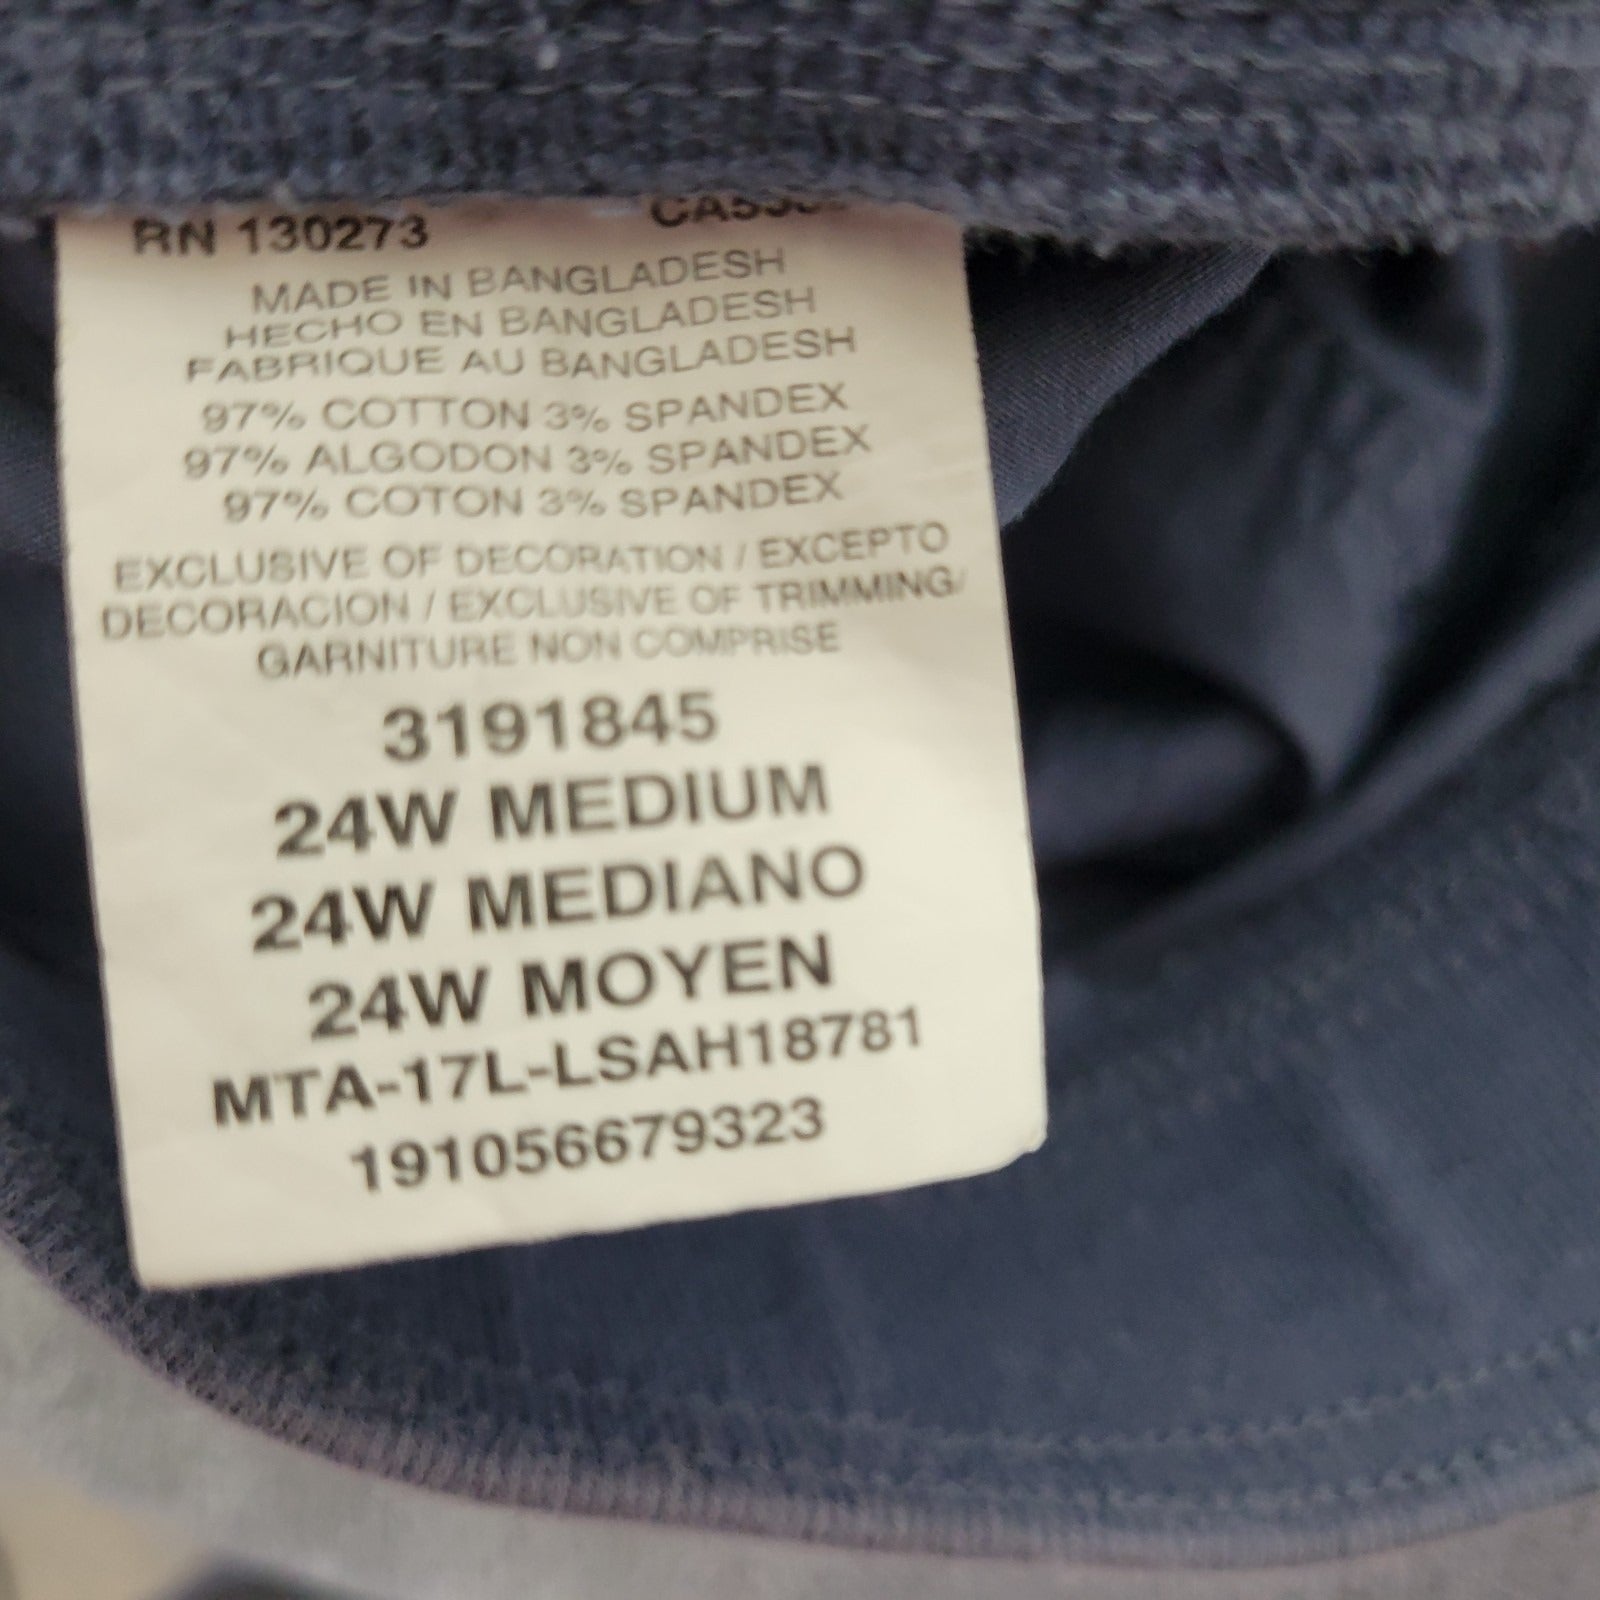 RN 130273
MADE IN BANGLADESH
HECHO EN BANGLADESH
FABRIQUE AU BANGLADESH
97% COTTON 3% SPANDEX
97% ALGODON 3% SPANDEX
97% COTON 3% SPANDEX
EXCLUSIVE OF DECORATION / EXCEPTO
DECORACION / EXCLUSIVE OF TRIMMING/
GARNITURE NON COMPRISE
3191845
24W MEDIUM
24W MEDIANO
24W MOYEN
MTA-17L-LSAH18781
191056679323